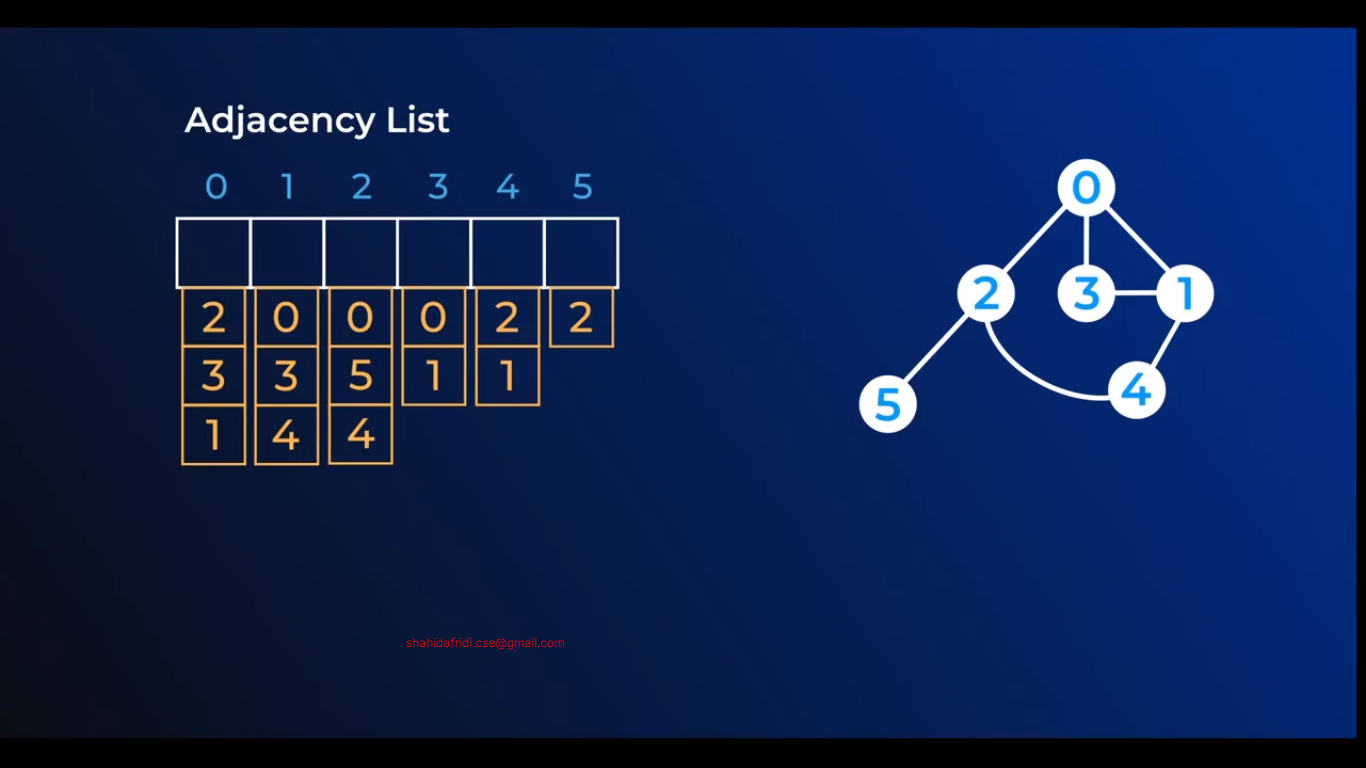 Adjacency List
0 1 2 3 4 5
2 0 0 0 2 2
3 3 5 1 1
1 4 4
0
2 3 1
5 4
shahidafrIdi.cse@gmail.com